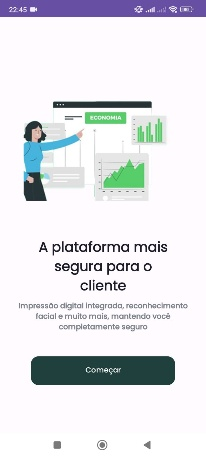 22:45
ECONOMIA
A plataforma mais
segura para o
cliente
Impressão digital integrada, reconhecimento
facial e muito mais, mantendo você
completamente seguro
Começar